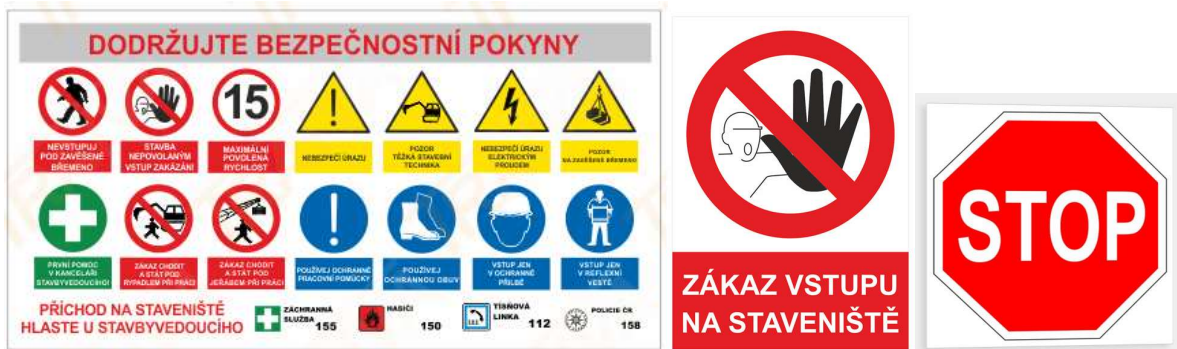 DODRŽUJTE BEZPEČNOSTNÍ POKYNY
15
NEVSTUPUJ
POD ZAVĚŠENÉ
BŘEMENO
STAVBA
NEPOVOLANÝM
VSTUP ZAKÁZÁN
MAXIMÁLNÍ
POVOLENÁ
RYCHLOST
NEBEZPEČÍ ÚRAZU
POZOR
TĚŽKÁ STAVEBNÍ
TECHNIKA
NEBEZPEČÍ ÚRAZU
ELEKTRICKÝM
PROUDEM
POZOR
NA ZAVĚŠENÉ BŘEMENO
PRVNÍ POMOC
V KANCELÁŘI
STAVBYVEDOUCÍHO!
ZÁKAZ CHODIT
A STÁT POD
RYPADLEM PŘI PRÁCI
ZÁKAZ CHODIT
A STÁT POD
JEŘÁBEM PŘI PRÁCI
POUŽÍVEJ OCHRANNÉ
PRACOVNÍ POMŮCKY
POUŽÍVEJ
OCHRANNOU OBUV
VSTUP JEN
V OCHRANNÉ
PŘILBĚ
VSTUP JEN
V REFLEXNÍ
VESTĚ
PŘÍCHOD NA STAVENIŠTĚ
HLASTE U STAVBYVEDOUCÍHO
ZÁCHRANNÁ
SLUŽBA 155
HASIČI
150
TÍSŇOVÁ
LINKA 112
POLICIE ČR
158
ZÁKAZ VSTUPU
NA STAVENIŠTĚ
STOP